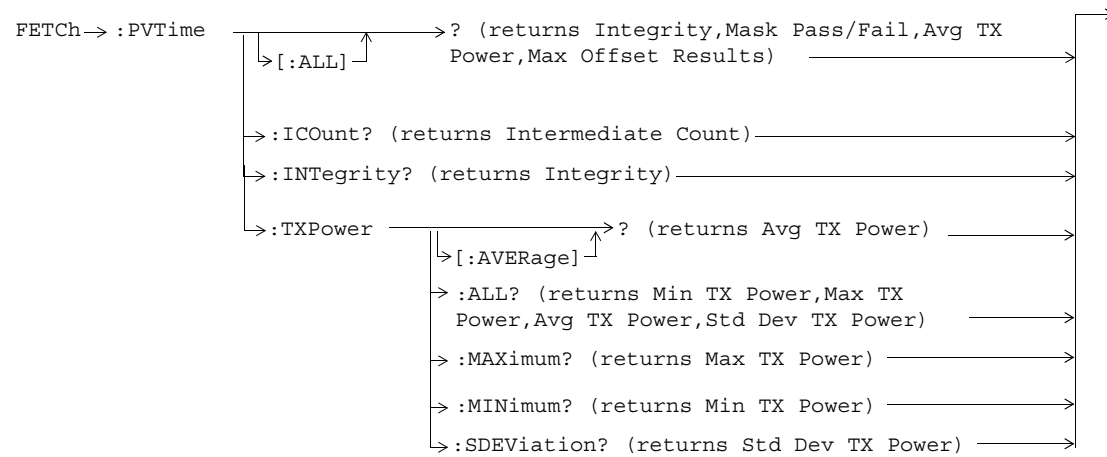 FETCh :PVTime ? (returns Integrity,Mask Pass/Fail,Avg TX
[:ALL] Power,Max Offset Results)
:ICOunt? (returns Intermediate Count)
:INTegrity? (returns Integrity)
:TXPower ? (returns Avg TX Power)
[:AVERage]
:ALL? (returns Min TX Power,Max TX
Power,Avg TX Power,Std Dev TX Power)
:MAXimum? (returns Max TX Power)
:MINimum? (returns Min TX Power)
:SDEViation? (returns Std Dev TX Power)